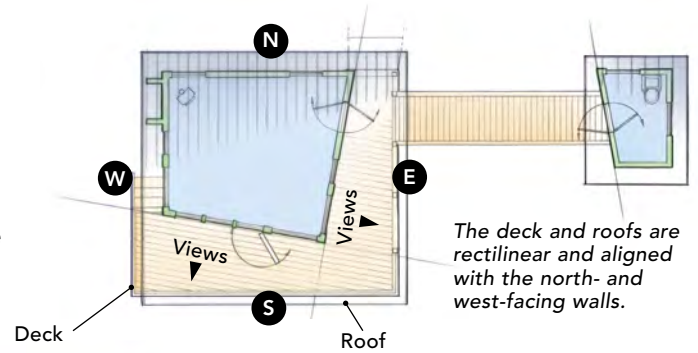 N
W
E
Views
Views
The deck and roofs are
rectilinear and aligned
with the north- and
west-facing walls.
S
Deck
Roof